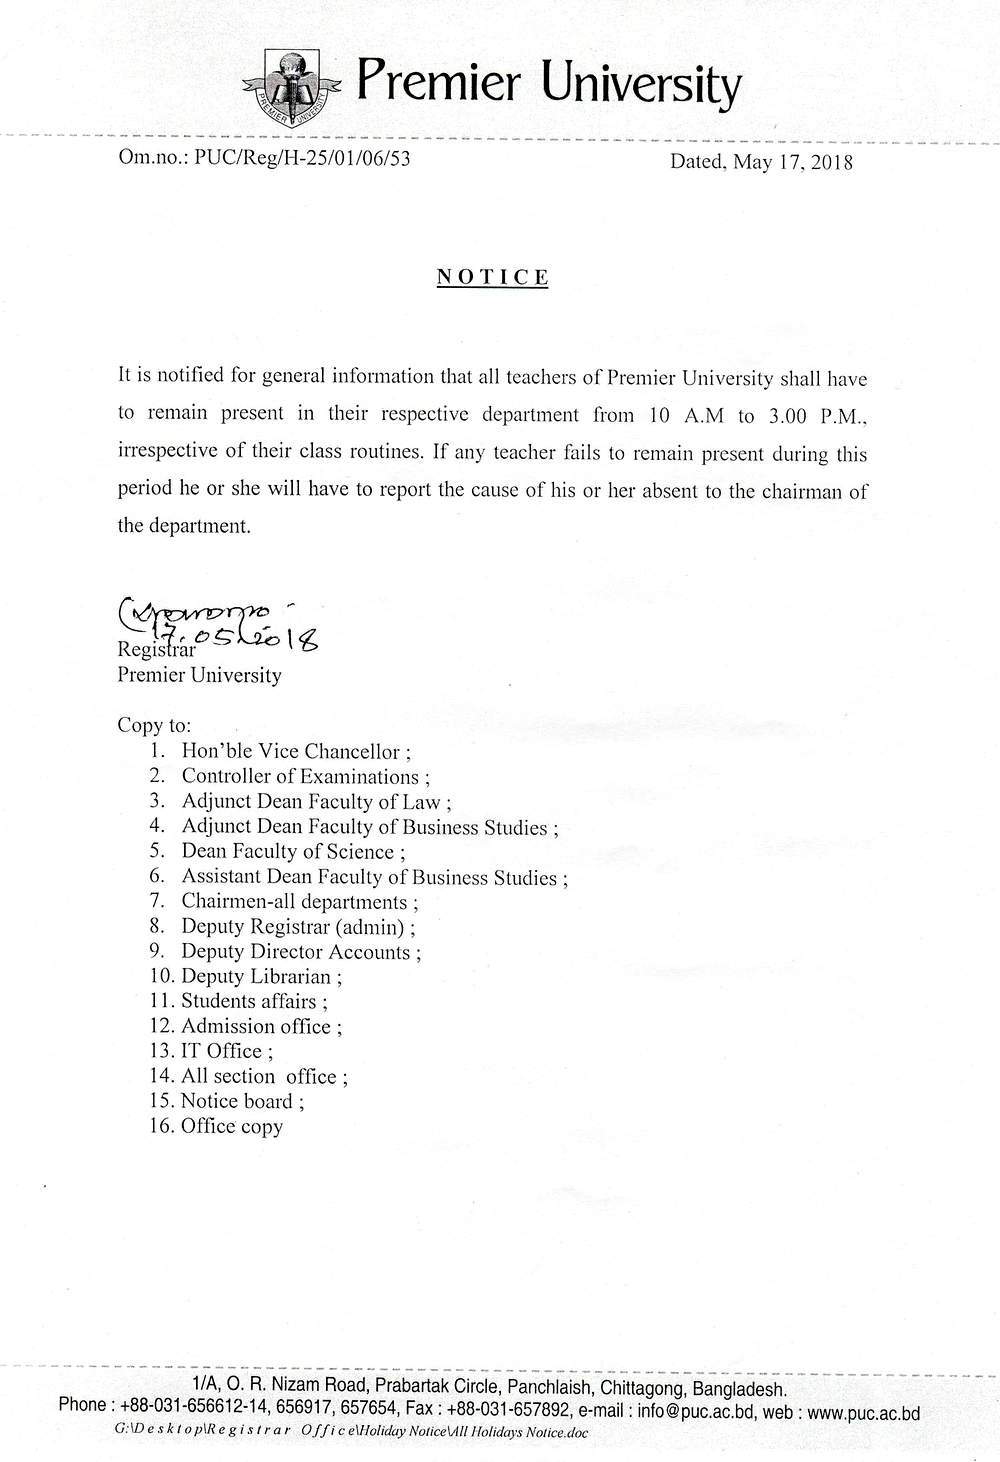 PREMIER UNIVERSITY
Premier University
Om.no.: PUC/Reg/H-25/01/06/53
Dated, May 17, 2018
NOTICE
It is notified for general information that all teachers of Premier University shall have
to remain present in their respective department from 10 A.M to 3.00 P.M.,
irrespective of their class routines. If any teacher fails to remain present during this
period he or she will have to report the cause of his or her absent to the chairman of
the department.
17.05.2018
Registrar
Premier University
Copy to:
1. Hon'ble Vice Chancellor ;
2. Controller of Examinations ;
3. Adjunct Dean Faculty of Law ;
4. Adjunct Dean Faculty of Business Studies ;
5. Dean Faculty of Science ;
6. Assistant Dean Faculty of Business Studies ;
7. Chairmen-all departments ;
8. Deputy Registrar (admin) ;
9. Deputy Director Accounts ;
10. Deputy Librarian ;
11. Students affairs ;
12. Admission office ;
13. IT Office ;
14. All section office ;
15. Notice board ;
16. Office copy
1/A, O. R. Nizam Road, Prabartak Circle, Panchlaish, Chittagong, Bangladesh.
Phone : +88-031-656612-14, 656917, 657654, Fax : +88-031-657892, e-mail : info@puc.ac.bd, web : www.puc.ac.bd
G:\Desktop\Registrar Office\Holiday Notice\All Holidays Notice.doc